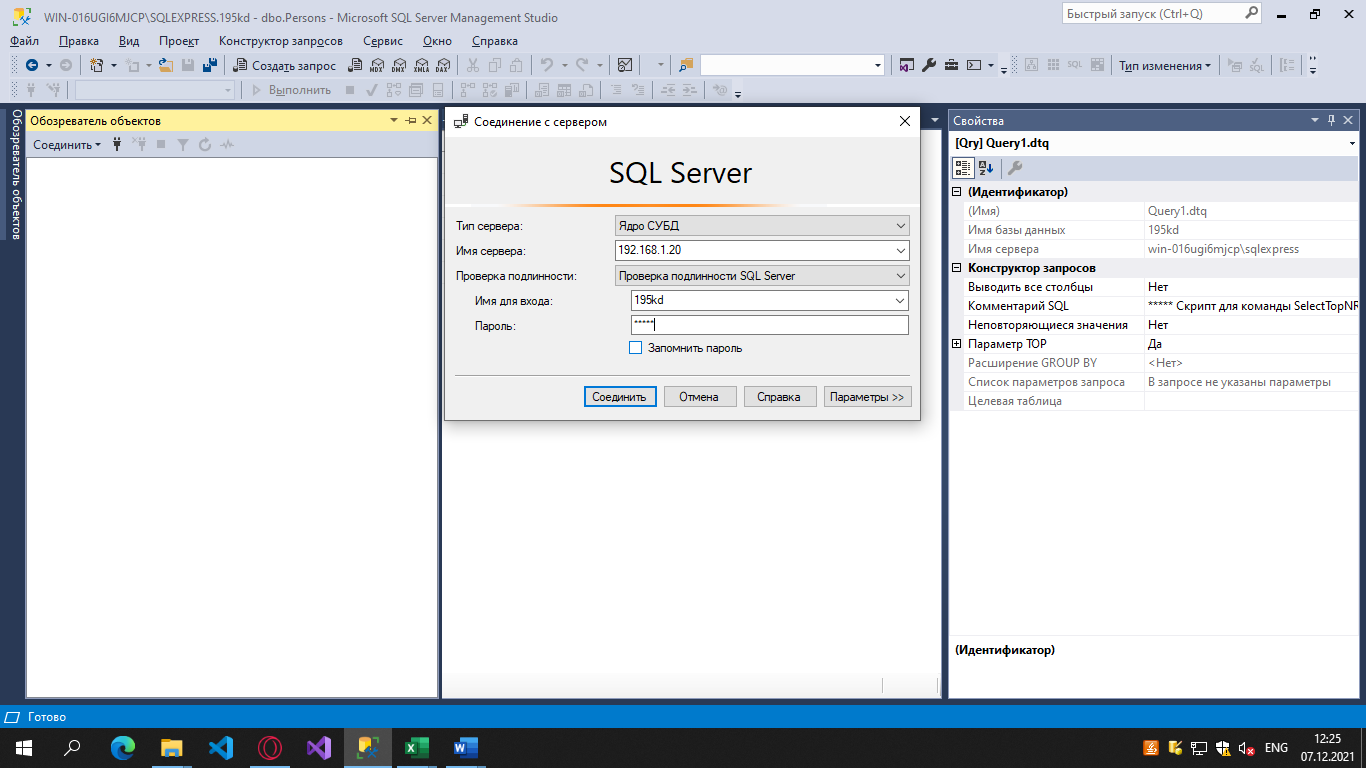 WIN-016UGI6MJCP\SQLEXPRESS.195kd - dbo.Persons - Microsoft SQL Server Management Studio
Быстрый запуск (Ctrl+Q)
Файл Правка Вид Проект Конструктор запросов Сервис Окно Справка
Создать запрос
MDX DMX XMLA DAX
SQL
Тип изменения
Выполнить
SQL
Обозреватель объектов
Обозреватель объектов
Соединить
Соединение с сервером
SQL Server
Тип сервера: Ядро СУБД
Имя сервера: 192.168.1.20
Проверка подлинности: Проверка подлинности SQL Server
Имя для входа: 195kd
Пароль: *****
Запомнить пароль
Соединить Отмена Справка Параметры >>
Свойства
[Qry] Query1.dtq
(Идентификатор)
(Имя) Query1.dtq
Имя базы данных 195kd
Имя сервера win-016ugi6mjcp\sqlexpress
Конструктор запросов
Выводить все столбцы Нет
Комментарий SQL ***** Скрипт для команды SelectTopNR
Неповторяющиеся значения Нет
Параметр TOP Да
Расширение GROUP BY <Нет>
Список параметров запроса В запросе не указаны параметры
Целевая таблица
(Идентификатор)
Готово
ENG
12:25
07.12.2021